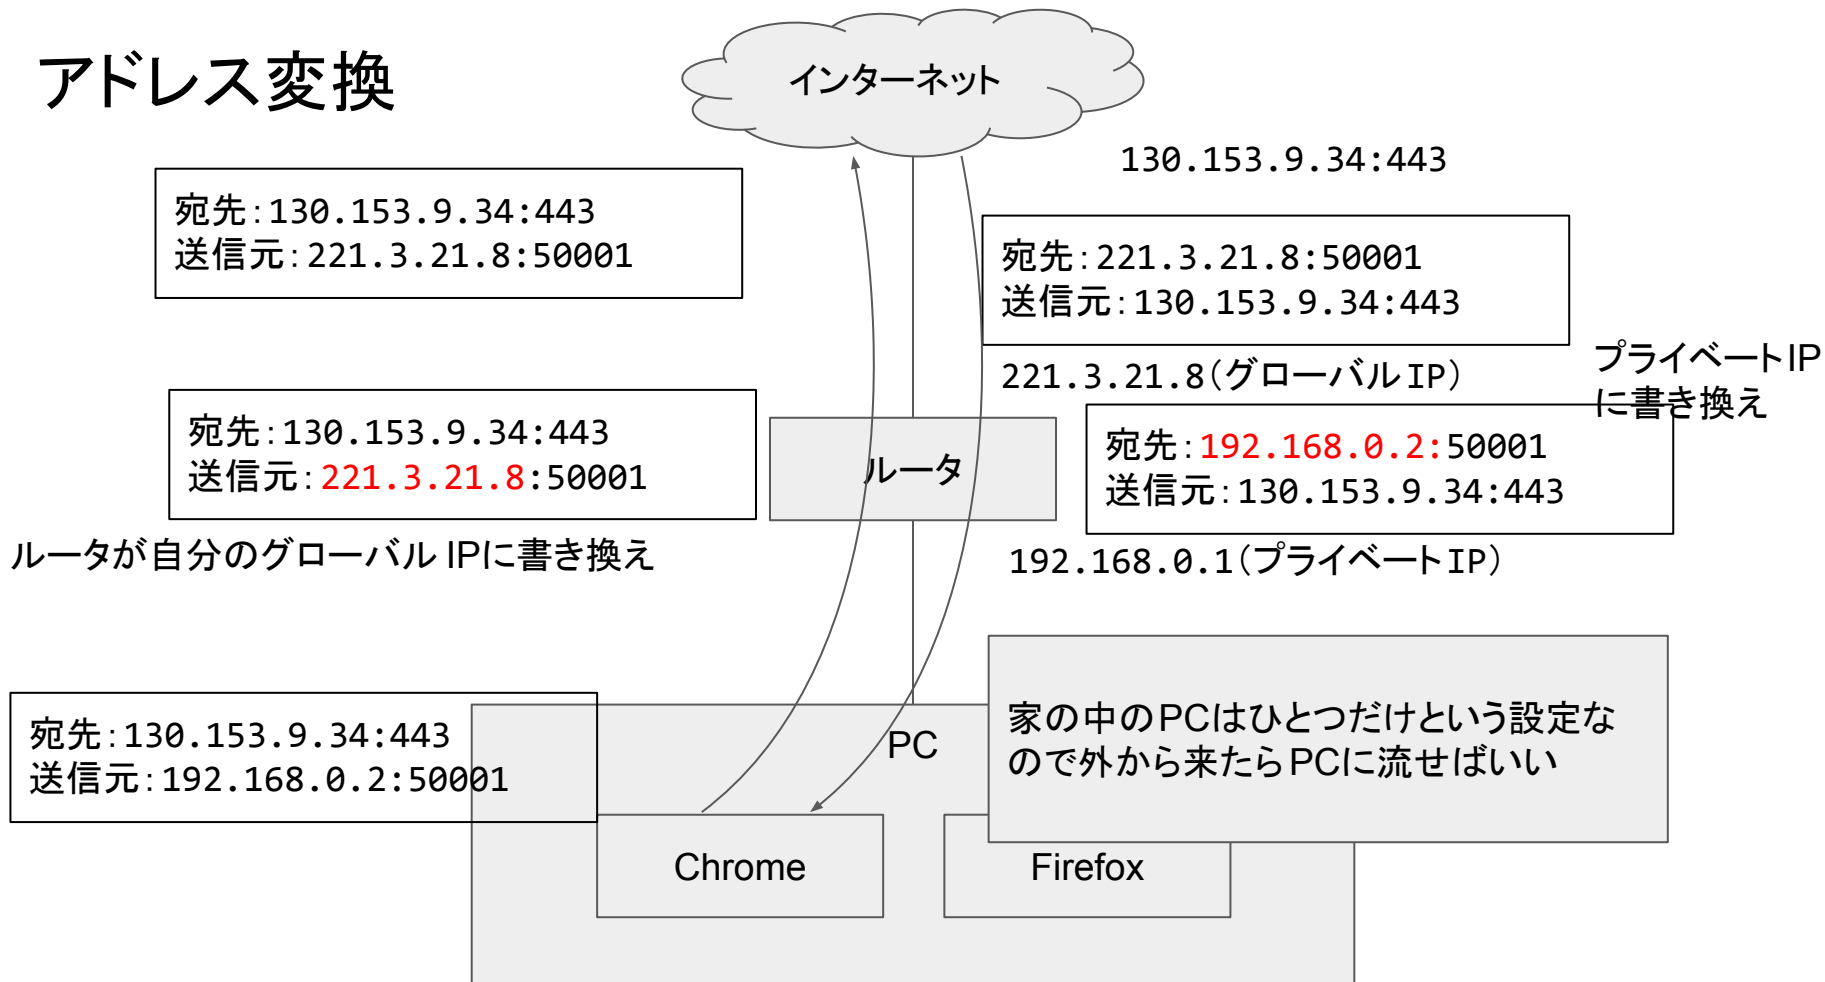 アドレス変換
インターネット
130.153.9.34:443
宛先：130.153.9.34:443
送信元：221.3.21.8:50001
宛先：221.3.21.8:50001
送信元：130.153.9.34:443
221.3.21.8（グローバルIP）
プライベートIP
に書き換え
宛先：130.153.9.34:443
送信元：221.3.21.8:50001
ルータ
宛先：192.168.0.2:50001
送信元：130.153.9.34:443
ルータが自分のグローバルIPに書き換え
192.168.0.1（プライベートIP）
宛先：130.153.9.34:443
送信元：192.168.0.2:50001
PC
家の中のPCはひとつだけという設定な
ので外から来たらPCに流せばいい
Chrome
Firefox